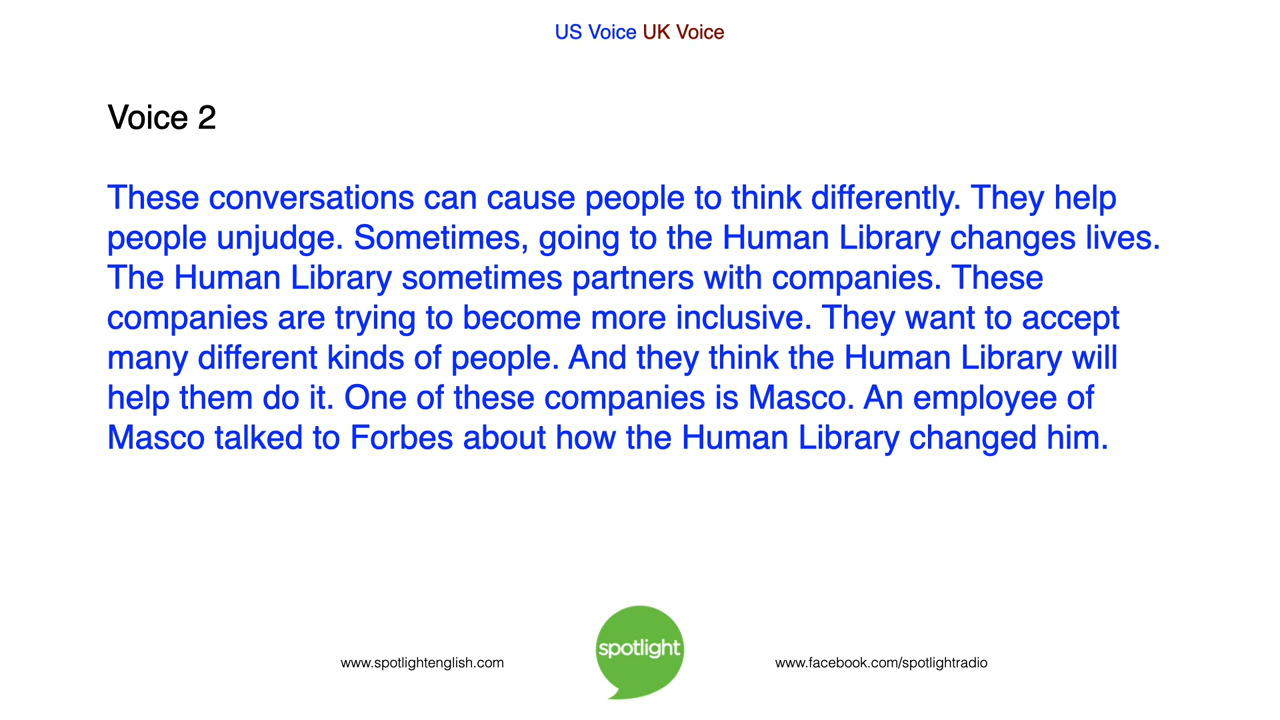 US Voice UK Voice
Voice 2
These conversations can cause people to think differently. They help
people unjudge. Sometimes, going to the Human Library changes lives.
The Human Library sometimes partners with companies. These
companies are trying to become more inclusive. They want to accept
many different kinds of people. And they think the Human Library will
help them do it. One of these companies is Masco. An employee of
Masco talked to Forbes about how the Human Library changed him.
spotlight
www.spotlightenglish.com
www.facebook.com/spotlightradio